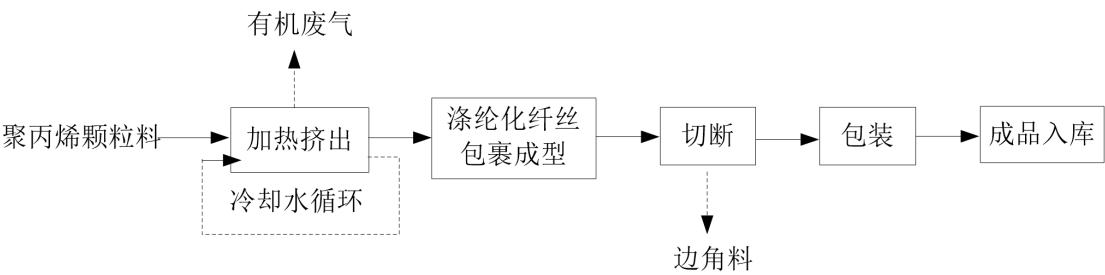 有机废气
聚丙烯颗粒料
加热挤出
冷却水循环
涤纶化纤丝
包裹成型
切断
边角料
包装
成品入库